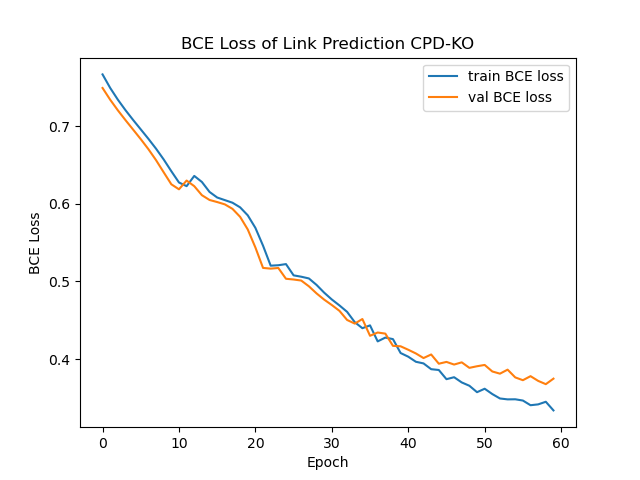 BCE Loss of Link Prediction CPD-KO
train BCE loss
val BCE loss
0.7
0.6
0.5
0.4
BCE Loss
0 10 20 30 40 50 60
Epoch